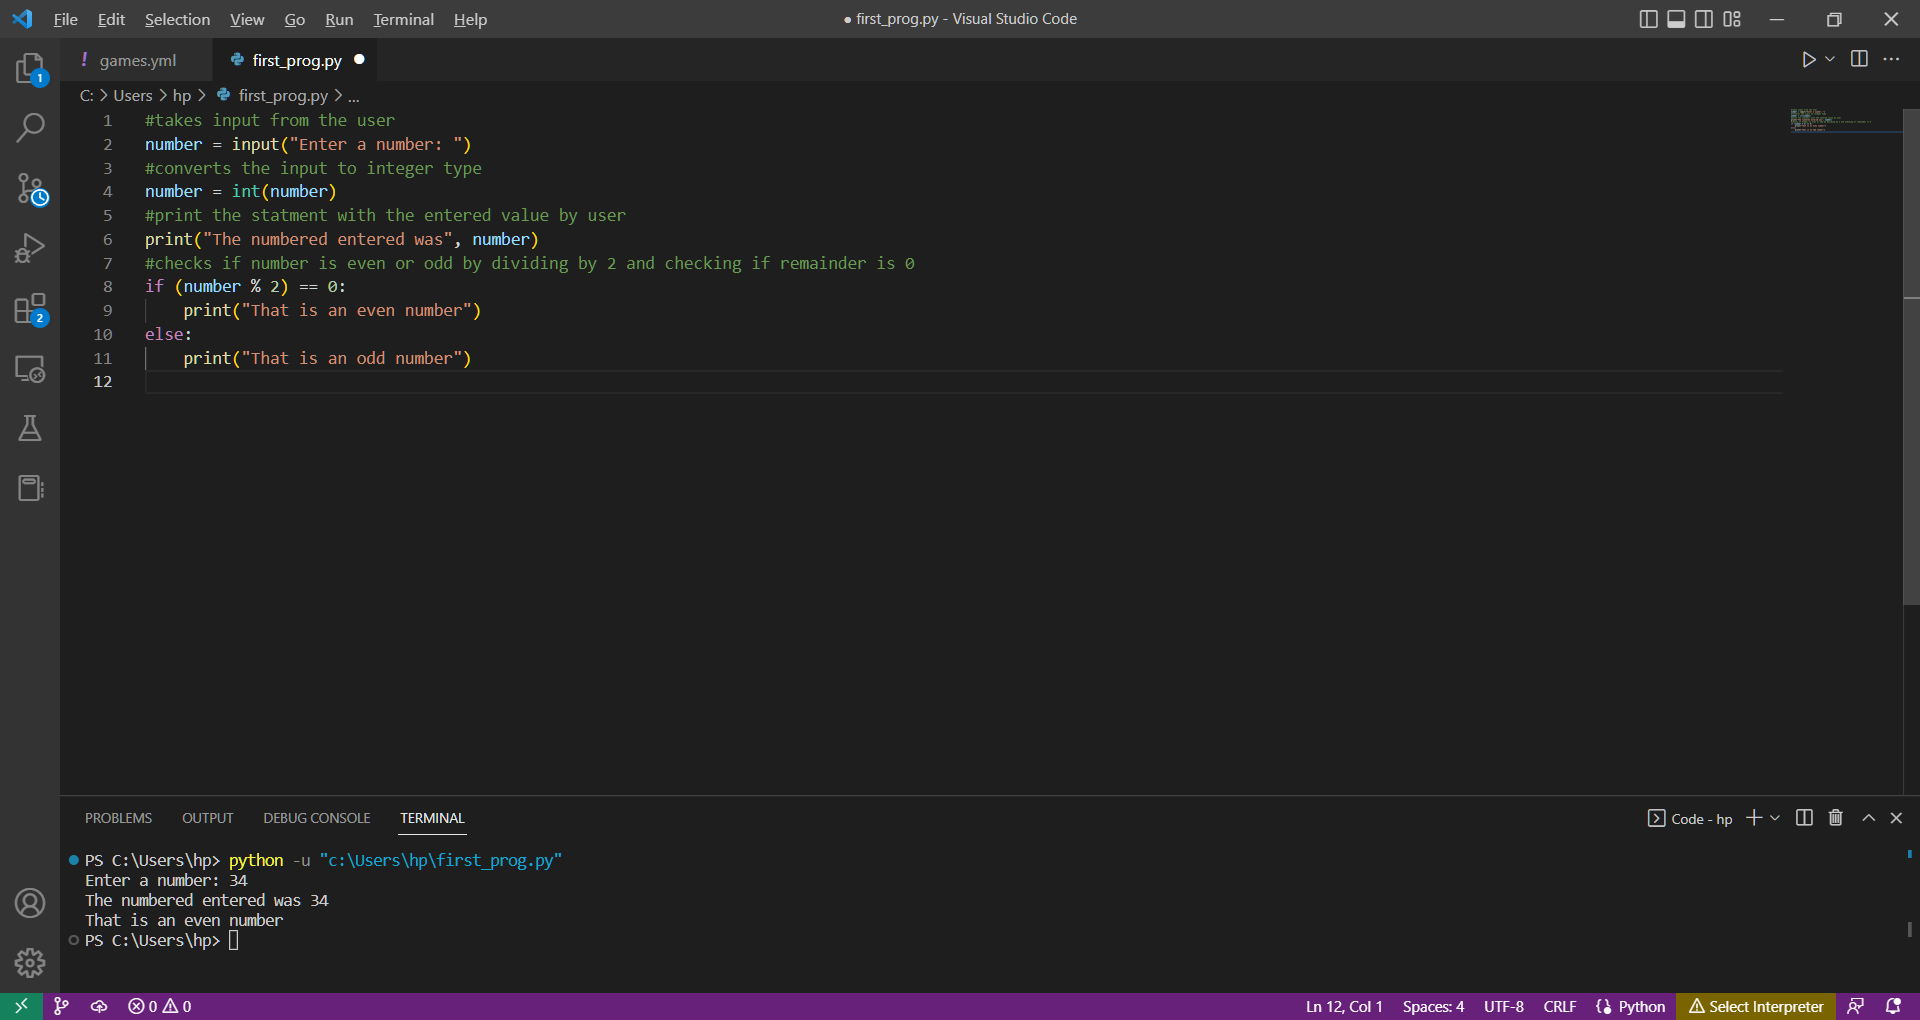 File Edit Selection View Go Run Terminal Help
● first_prog.py - Visual Studio Code
! games.yml
first_prog.py ●
C: > Users > hp > first_prog.py > ...
1 #takes input from the user
2 number = input("Enter a number: ")
3 #converts the input to integer type
4 number = int(number)
5 #print the statment with the entered value by user
6 print("The numbered entered was", number)
7 #checks if number is even or odd by dividing by 2 and checking if remainder is 0
8 if (number % 2) == 0:
9     print("That is an even number")
10 else:
11     print("That is an odd number")
12
1
2
PROBLEMS OUTPUT DEBUG CONSOLE TERMINAL
Code - hp
PS C:\Users\hp> python -u "c:\Users\hp\first_prog.py"
Enter a number: 34
The numbered entered was 34
That is an even number
PS C:\Users\hp>
0 0
Ln 12, Col 1 Spaces: 4 UTF-8 CRLF Python Select Interpreter